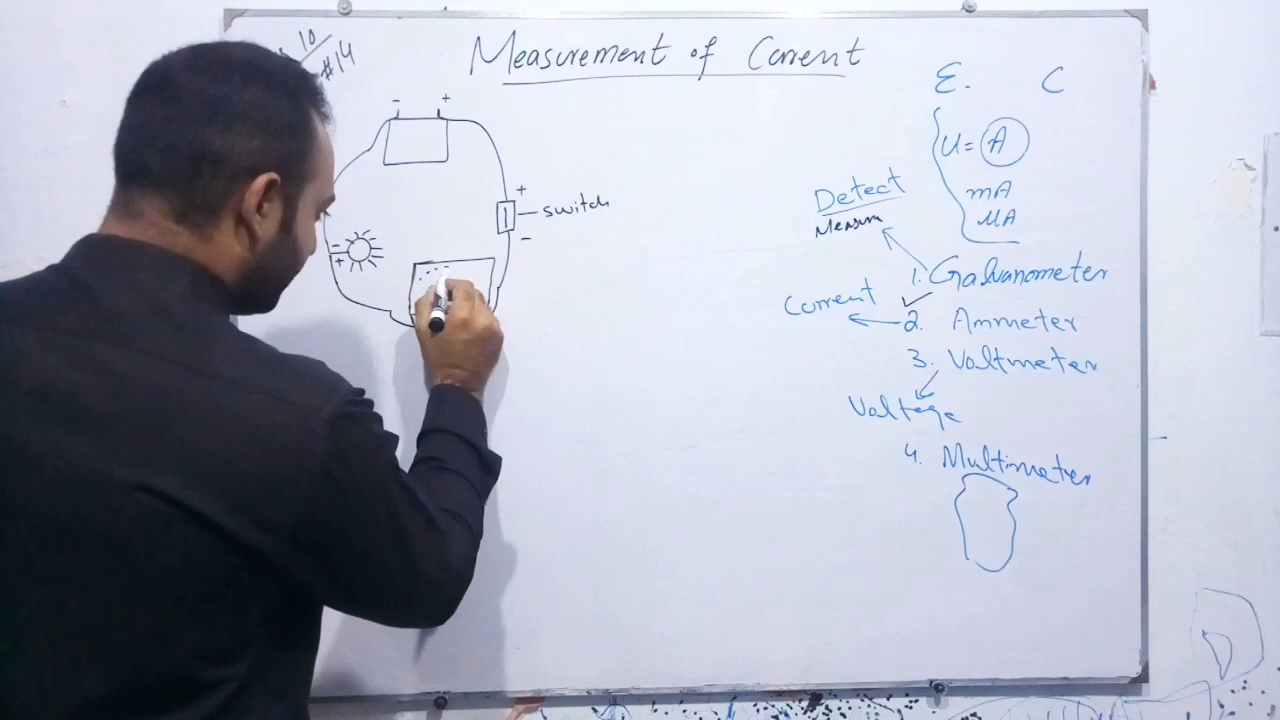 10
#14
Measurement of Current
E. C
U = A
mA
μA
- +
+
switch
-
-
+
Detect
Measure
1. Galvanometer
Current
2. Ammeter
3. Voltmeter
Voltage
4. Multimeter